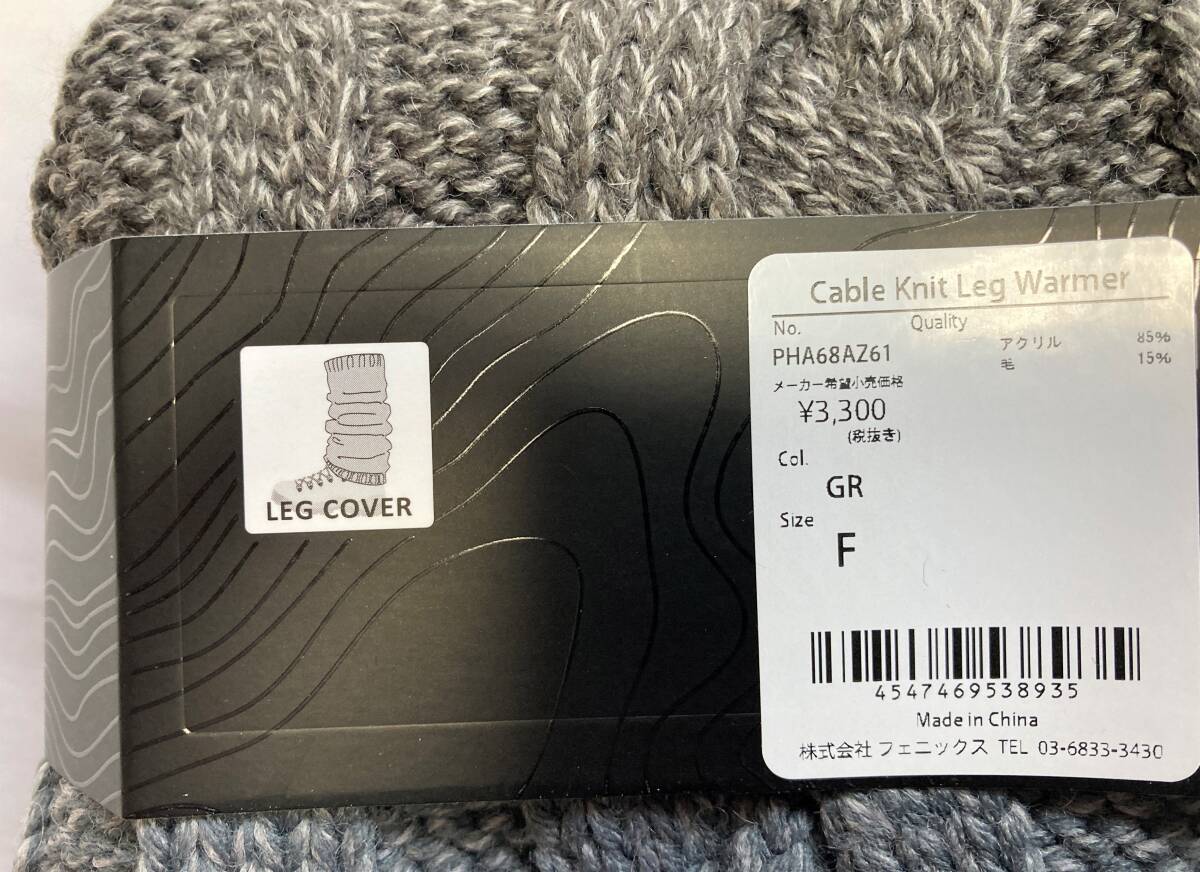 LEG COVER
Cable Knit Leg Warmer
No. Quality
PHA68AZ61 アクリル 85%
毛 15%
メーカー希望小売価格
¥3,300
(税抜き)
Col.
GR
Size
F
4547469538935
Made in China
株式会社 フェニックス TEL 03-6833-3430